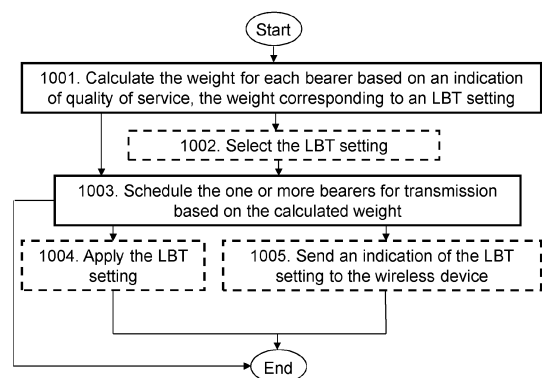 Start
1001. Calculate the weight for each bearer based on an indication
of quality of service, the weight corresponding to an LBT setting
1002. Select the LBT setting
1003. Schedule the one or more bearers for transmission
based on the calculated weight
1004. Apply the LBT
setting
1005. Send an indication of the LBT
setting to the wireless device
End